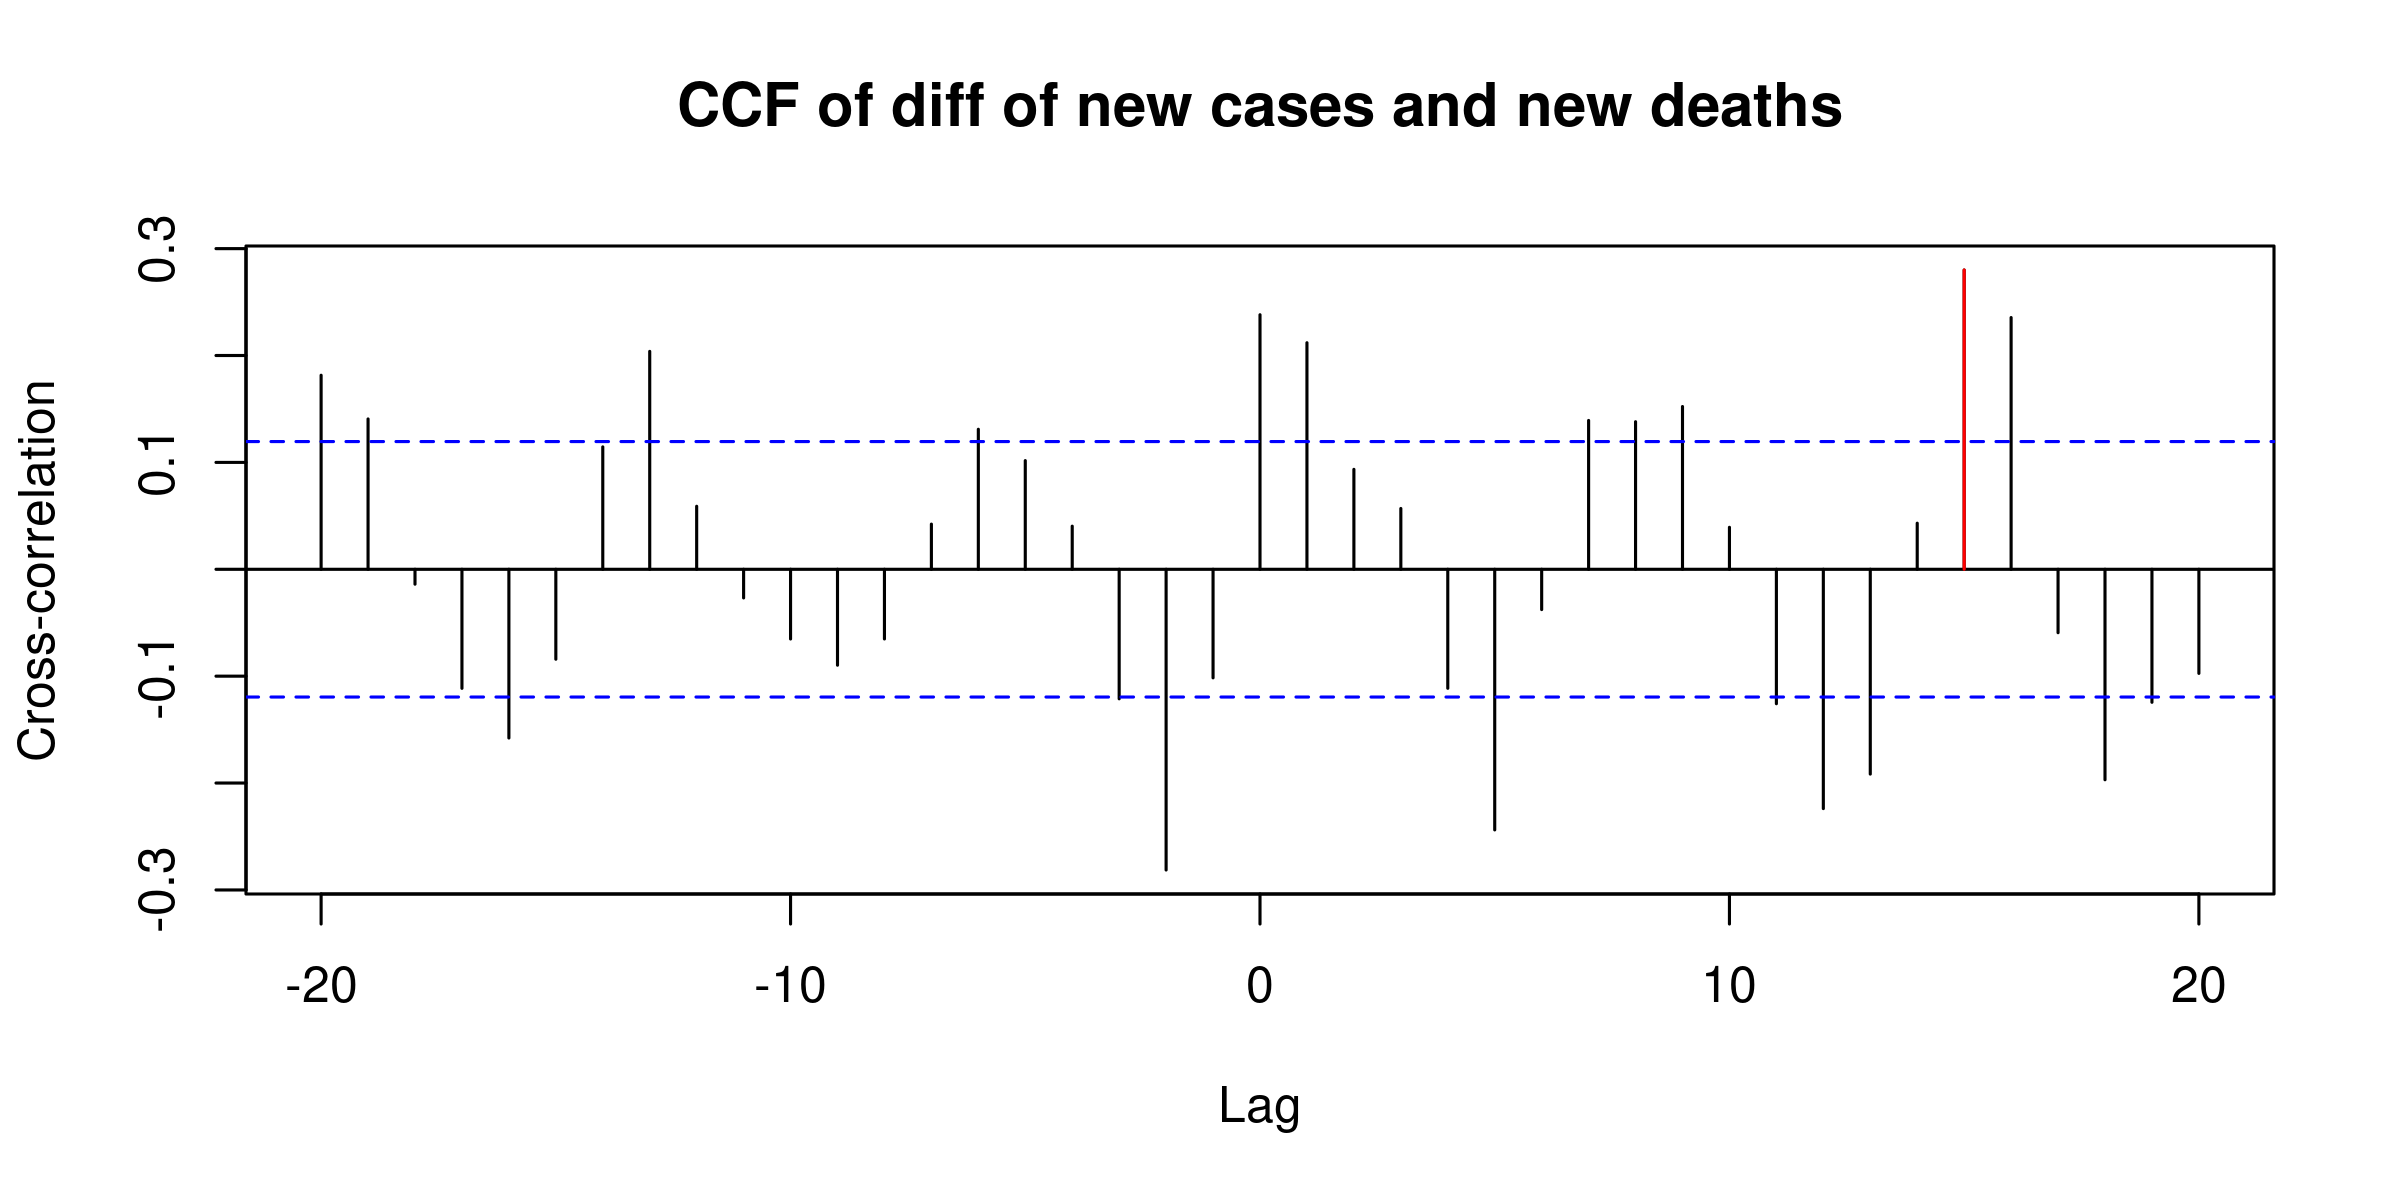 CCF of diff of new cases and new deaths
Cross-correlation
0.3
0.1
-0.1
-0.3
-20 -10 0 10 20
Lag